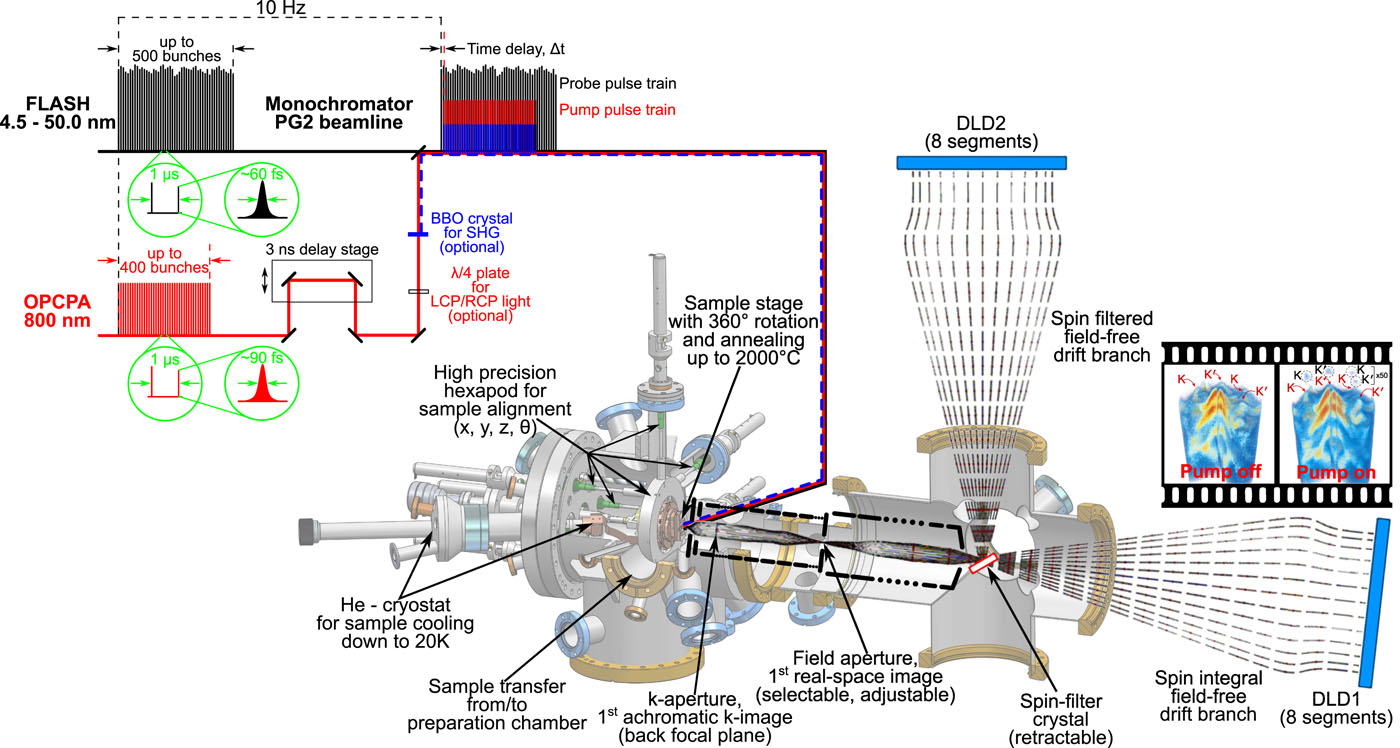 10 Hz
up to
500 bunches
Time delay, Δt
FLASH
4.5 - 50.0 nm
Monochromator
PG2 beamline
Probe pulse train
Pump pulse train
1 µs
~60 fs
BBO crystal
for SHG
(optional)
up to
400 bunches
3 ns delay stage
λ/4 plate
for
LCP/RCP light
(optional)
OPCPA
800 nm
1 µs
~90 fs
Sample stage
with 360° rotation
and annealing
up to 2000°C
High precision
hexapod for
sample alignment
(x, y, z, θ)
DLD2
(8 segments)
Spin filtered
field-free
drift branch
K
K′
K
K′
Pump off
K
K′
K
K′
x50
K
K′
K
K′
Pump on
He - cryostat
for sample cooling
down to 20K
Sample transfer
from/to
preparation chamber
k-aperture,
1st achromatic k-image
(back focal plane)
Field aperture,
1st real-space image
(selectable, adjustable)
Spin-filter
crystal
(retractable)
Spin integral
field-free
drift branch
DLD1
(8 segments)